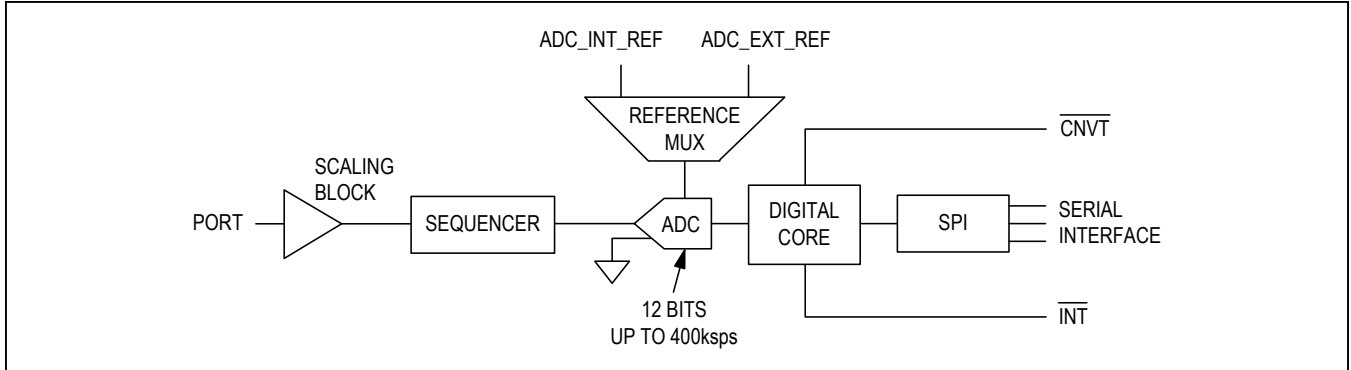 ADC_INT_REF ADC_EXT_REF
REFERENCE
MUX
CNVT
SCALING
BLOCK
PORT
SEQUENCER
ADC
DIGITAL
CORE
SPI
SERIAL
INTERFACE
12 BITS
UP TO 400ksps
INT